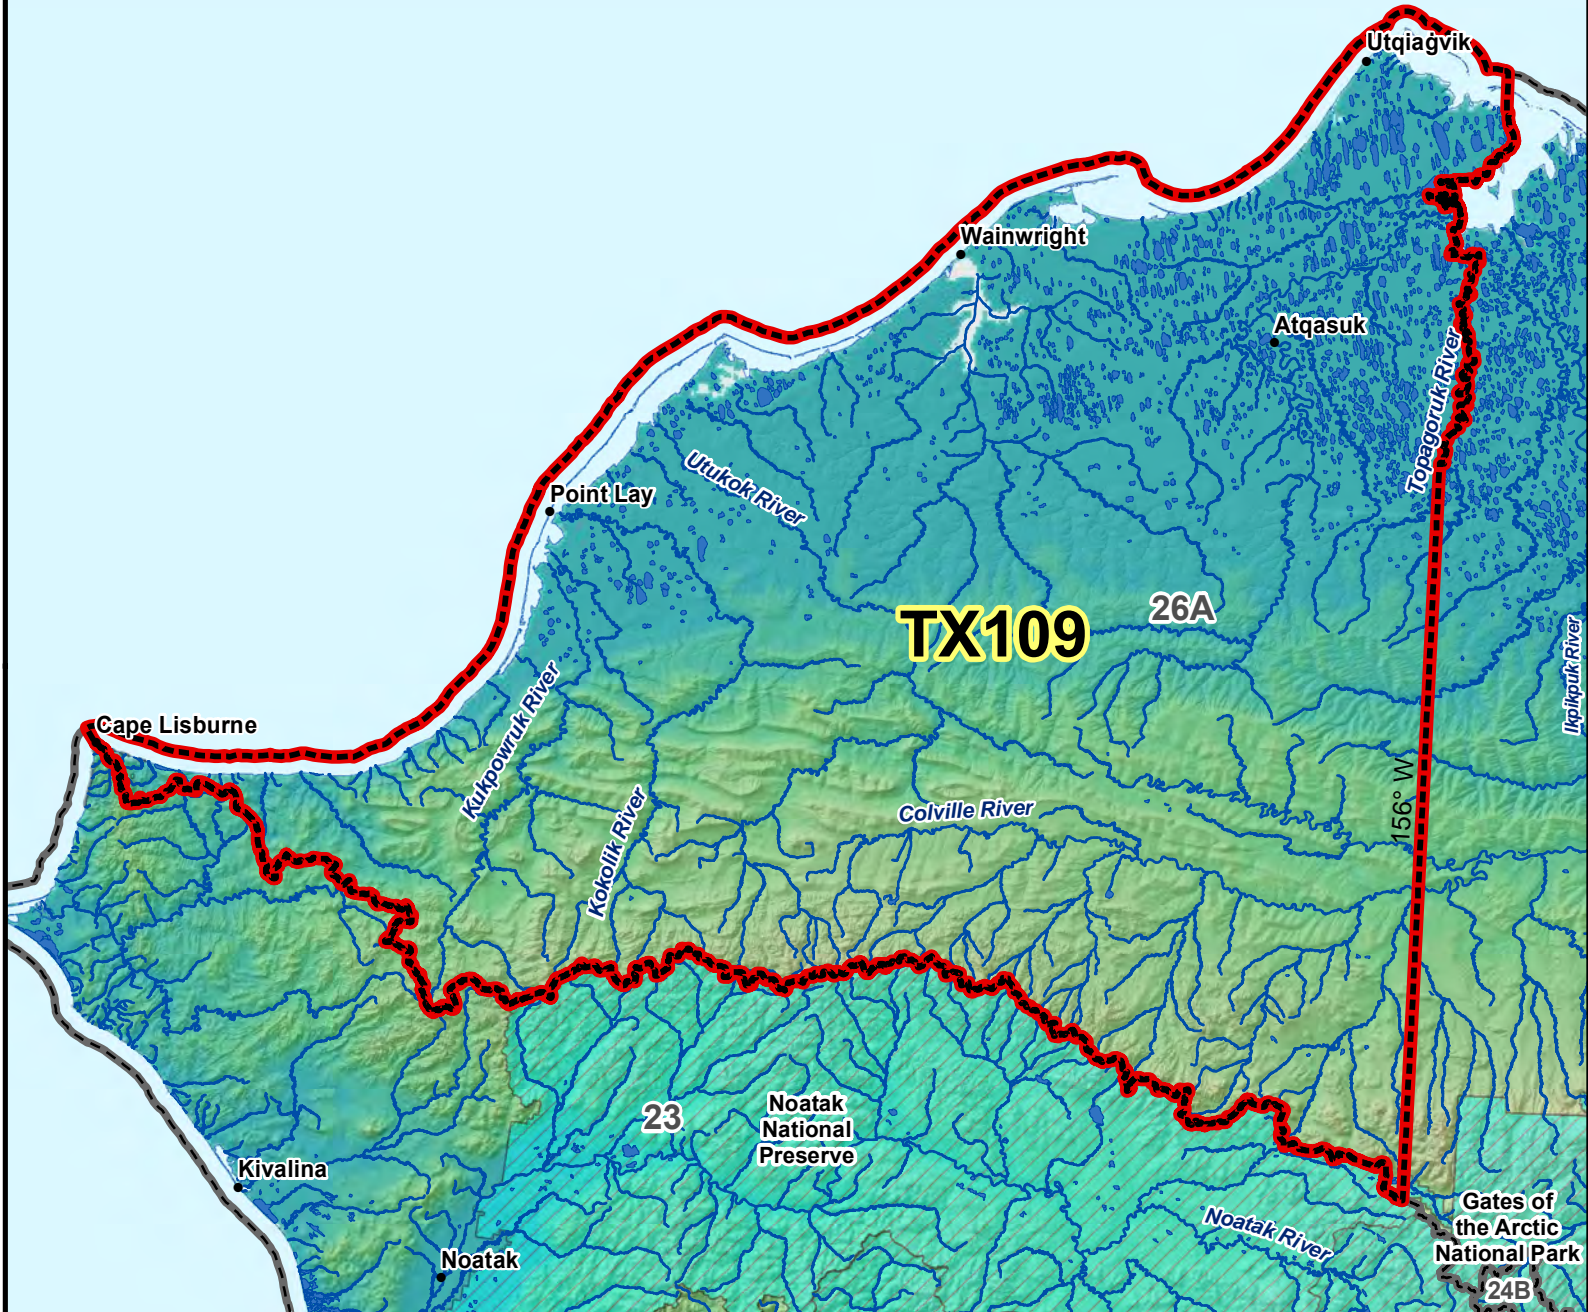 Utqiaġvik
Wainwright
Atqasuk
Topagoruk River
Utukok River
Point Lay
TX109
26A
Ikpikpuk River
Cape Lisburne
Kukpowruk River
Kokolik River
Colville River
156° W
23
Noatak
National
Preserve
Kivalina
Noatak
Noatak River
Gates of
the Arctic
National Park
24B